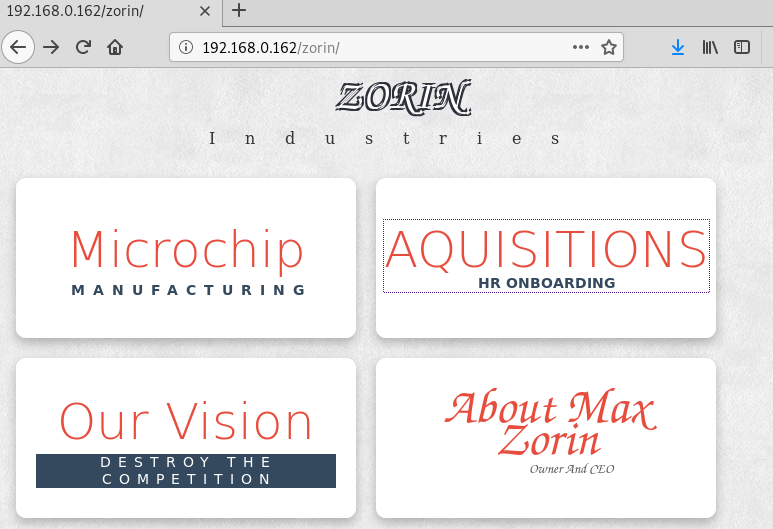 192.168.0.162/zorin/
192.168.0.162/zorin/
ZORIN
Industries
Microchip
MANUFACTURING
AQUISITIONS
HR ONBOARDING
Our Vision
DESTROY THE
COMPETITION
About Max
Zorin
Owner And CEO